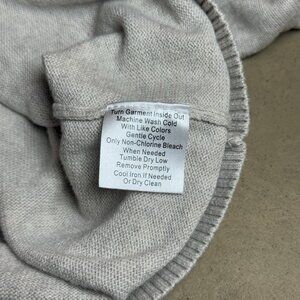 Turn Garment Inside Out
Machine Wash Cold
With Like Colors
Gentle Cycle
Only Non-Chlorine Bleach
When Needed
Tumble Dry Low
Remove Promptly
Cool Iron If Needed
Or Dry Clean